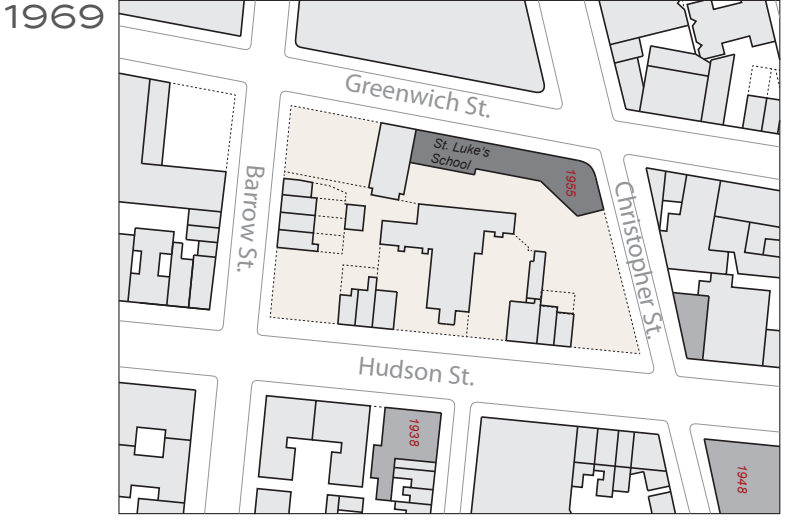 1969
Greenwich St.
St. Luke's
School
1955
Barrow St.
Christopher St.
Hudson St.
1938
1948